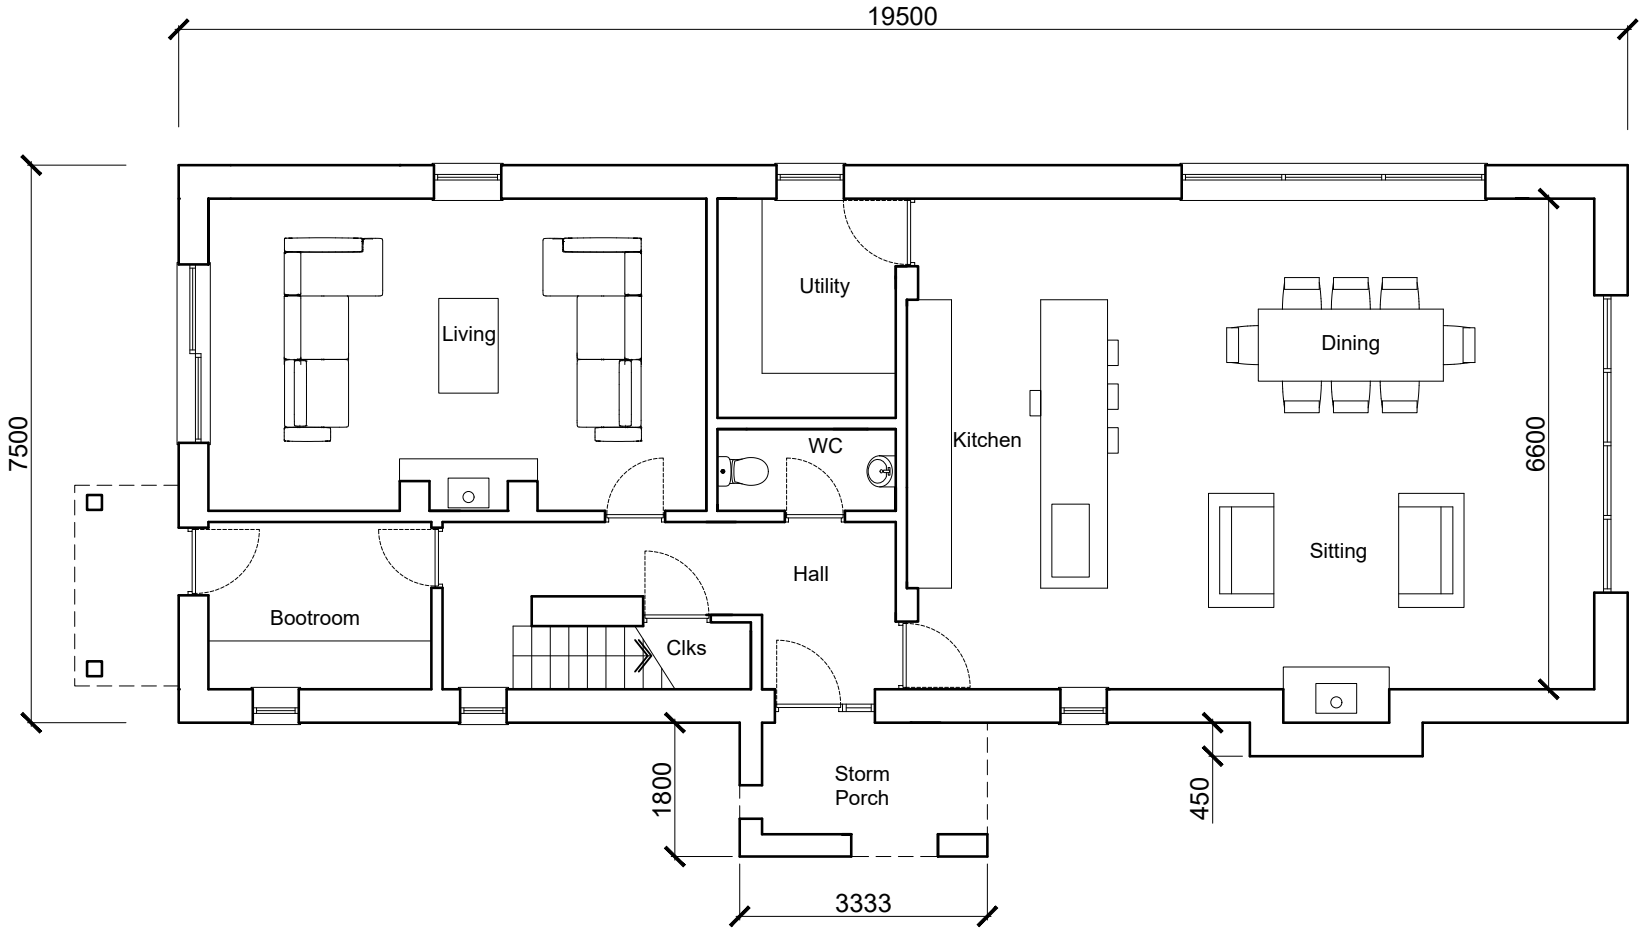 19500
Utility
Living
Dining
7500
WC
Kitchen
6600
Sitting
Hall
Bootroom
Clks
Storm
Porch
1800
450
3333